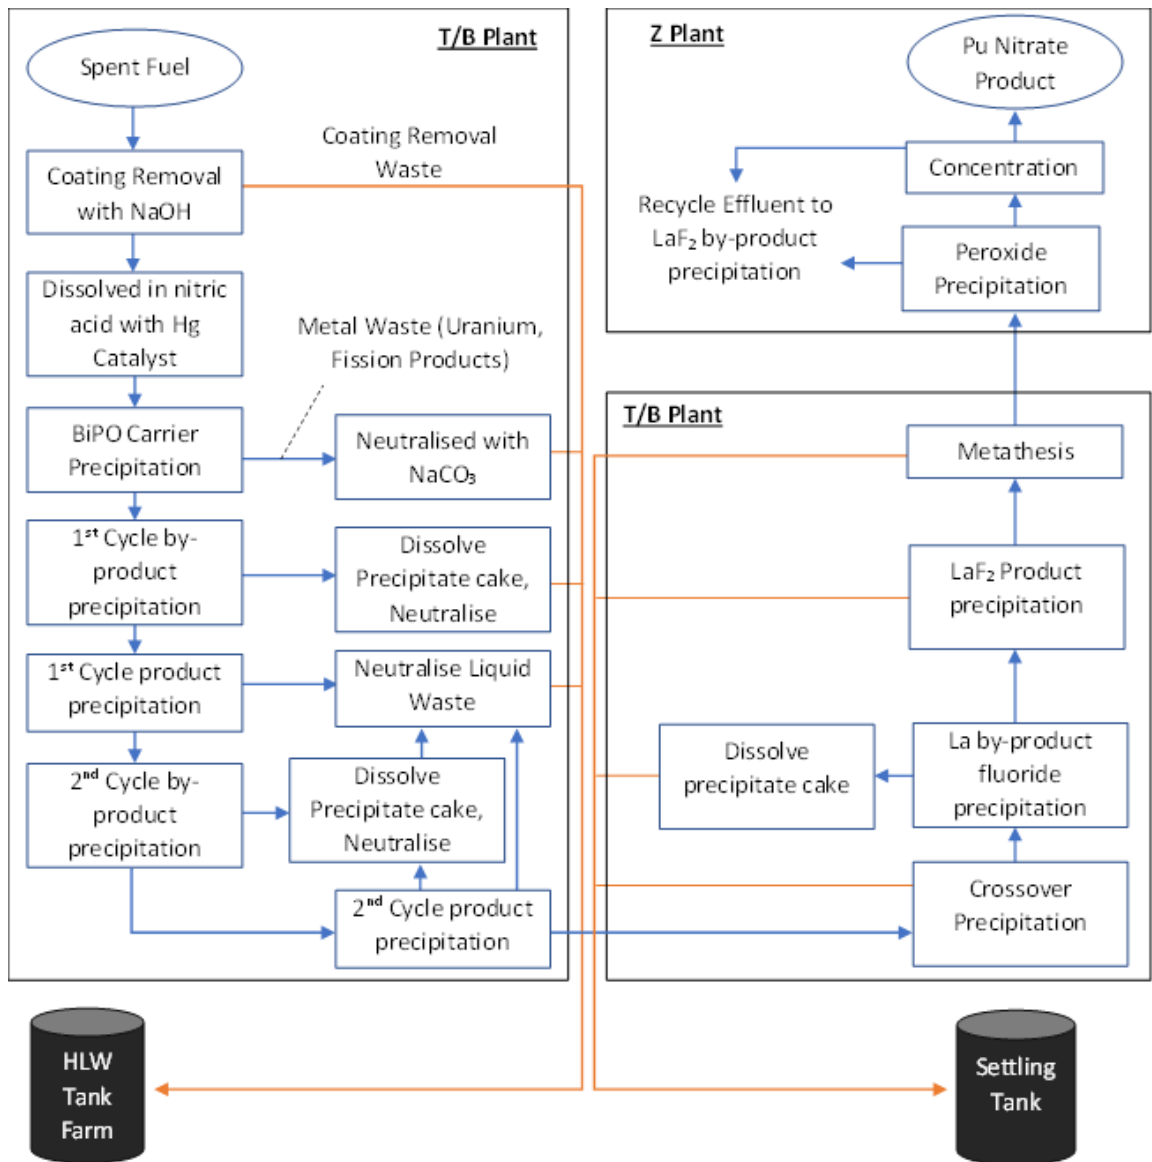 T/B Plant
Spent Fuel
Coating Removal
Waste
Coating Removal
with NaOH
Dissolved in nitric
acid with Hg
Catalyst
Metal Waste (Uranium,
Fission Products)
BiPO Carrier
Precipitation
Neutralised with
NaCO₃
1st Cycle by-
product
precipitation
Dissolve
Precipitate cake,
Neutralise
1st Cycle product
precipitation
Neutralise Liquid
Waste
2nd Cycle by-
product
precipitation
Dissolve
Precipitate cake,
Neutralise
2nd Cycle product
precipitation
Z Plant
Pu Nitrate
Product
Concentration
Recycle Effluent to
LaF₂ by-product
precipitation
Peroxide
Precipitation
T/B Plant
Metathesis
LaF₂ Product
precipitation
La by-product
fluoride
precipitation
Dissolve
precipitate cake
Crossover
Precipitation
HLW
Tank
Farm
Settling
Tank